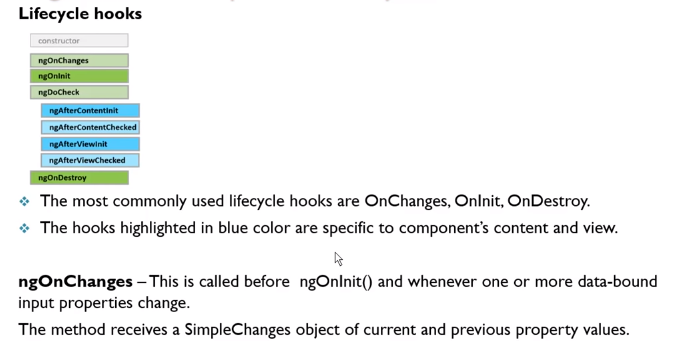 Lifecycle hooks
constructor
ngOnChanges
ngOnInit
ngDoCheck
ngAfterContentInit
ngAfterContentChecked
ngAfterViewInit
ngAfterViewChecked
ngOnDestroy
❖ The most commonly used lifecycle hooks are OnChanges, OnInit, OnDestroy.
❖ The hooks highlighted in blue color are specific to component's content and view.
ngOnChanges – This is called before ngOnInit() and whenever one or more data-bound
input properties change.
The method receives a SimpleChanges object of current and previous property values.